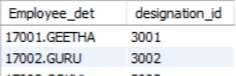 Employee_det designation_id
17001.GEETHA 3001
17002.GURU 3002